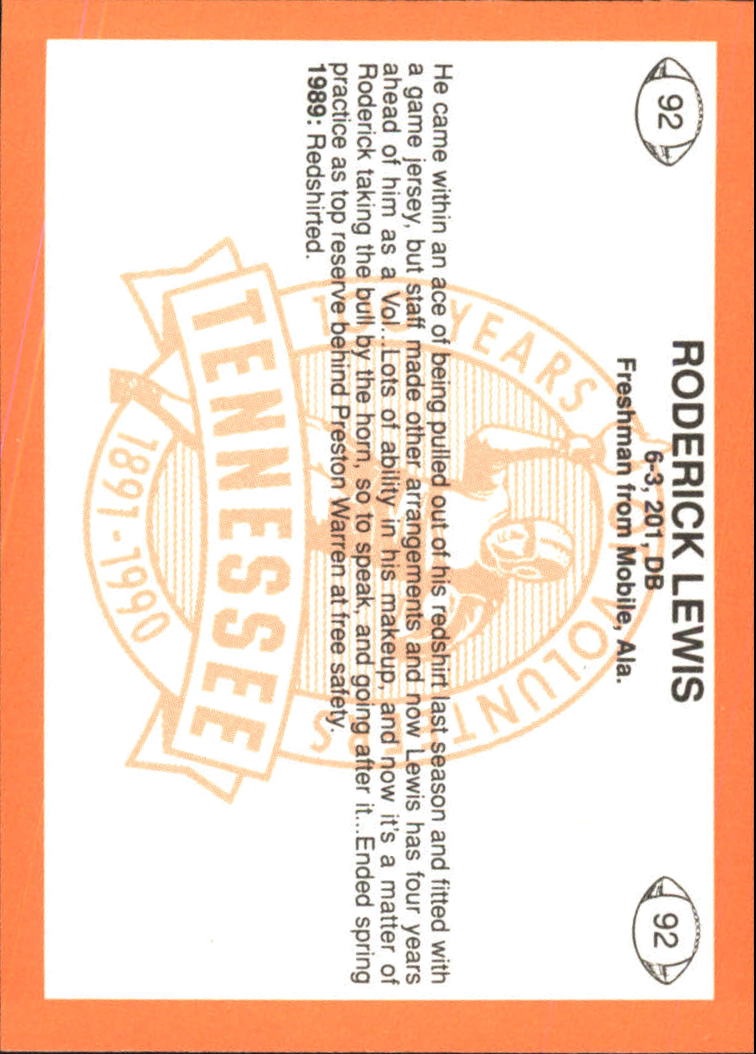 92
RODERICK LEWIS
92
6-3, 201, DB
Freshman from Mobile, Ala.
He came within an ace of being pulled out of his redshirt last season and fitted with
a game jersey, but staff made other arrangements and now Lewis has four years
ahead of him as a Vol...Lots of ability in his makeup, and now it's a matter of
Roderick taking the bull by the horn, so to speak, and going after it...Ended spring
practice as top reserve behind Preston Warren at free safety.
1989: Redshirted.
100 YEARS OF VOLUNTEERS
TENNESSEE
1891-1990